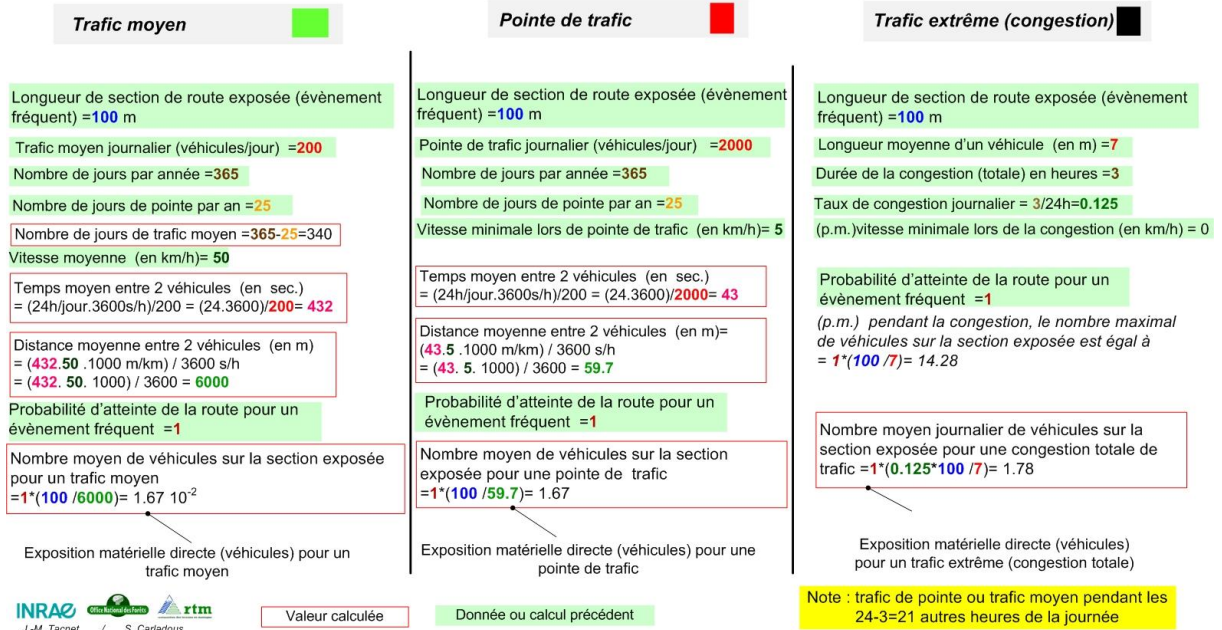 Trafic moyen
Longueur de section de route exposée (évènement
fréquent) =100 m
Trafic moyen journalier (véhicules/jour) =200
Nombre de jours par année =365
Nombre de jours de pointe par an =25
Nombre de jours de trafic moyen =365-25=340
Vitesse moyenne (en km/h)= 50
Temps moyen entre 2 véhicules (en sec.)
= (24h/jour.3600s/h)/200 = (24.3600)/200= 432
Distance moyenne entre 2 véhicules (en m)
= (432.50 .1000 m/km) / 3600 s/h
= (432. 50. 1000) / 3600 = 6000
Probabilité d'atteinte de la route pour un
évènement fréquent =1
Nombre moyen de véhicules sur la section exposée
pour un trafic moyen
=1*(100 /6000)= 1.67 10-2
Exposition matérielle directe (véhicules) pour un
trafic moyen
Pointe de trafic
Longueur de section de route exposée (évènement
fréquent) =100 m
Pointe de trafic journalier (véhicules/jour) =2000
Nombre de jours par année =365
Nombre de jours de pointe par an =25
Vitesse minimale lors de pointe de trafic (en km/h)= 5
Temps moyen entre 2 véhicules (en sec.)
= (24h/jour.3600s/h)/200 = (24.3600)/2000= 43
Distance moyenne entre 2 véhicules (en m)=
(43.5 .1000 m/km) / 3600 s/h
= (43. 5. 1000) / 3600 = 59.7
Probabilité d'atteinte de la route pour un
évènement fréquent =1
Nombre moyen de véhicules sur la section
exposée pour une pointe de trafic
=1*(100 /59.7)= 1.67
Exposition matérielle directe (véhicules) pour une
pointe de trafic
Trafic extrême (congestion)
Longueur de section de route exposée (évènement
fréquent) =100 m
Longueur moyenne d'un véhicule (en m) =7
Durée de la congestion (totale) en heures =3
Taux de congestion journalier = 3/24h=0.125
(p.m.)vitesse minimale lors de la congestion (en km/h) = 0
Probabilité d'atteinte de la route pour un
évènement fréquent =1
(p.m.) pendant la congestion, le nombre maximal
de véhicules sur la section exposée est égal à
= 1*(100 /7)= 14.28
Nombre moyen journalier de véhicules sur la
section exposée pour une congestion totale de
trafic =1*(0.125*100 /7)= 1.78
Exposition matérielle directe (véhicules)
pour un trafic extrême (congestion totale)
Note : trafic de pointe ou trafic moyen pendant les
24-3=21 autres heures de la journée
INRAE
Office National des Forêts
rtm
J.-M. Tacnet / S. Carladous
Valeur calculée
Donnée ou calcul précédent